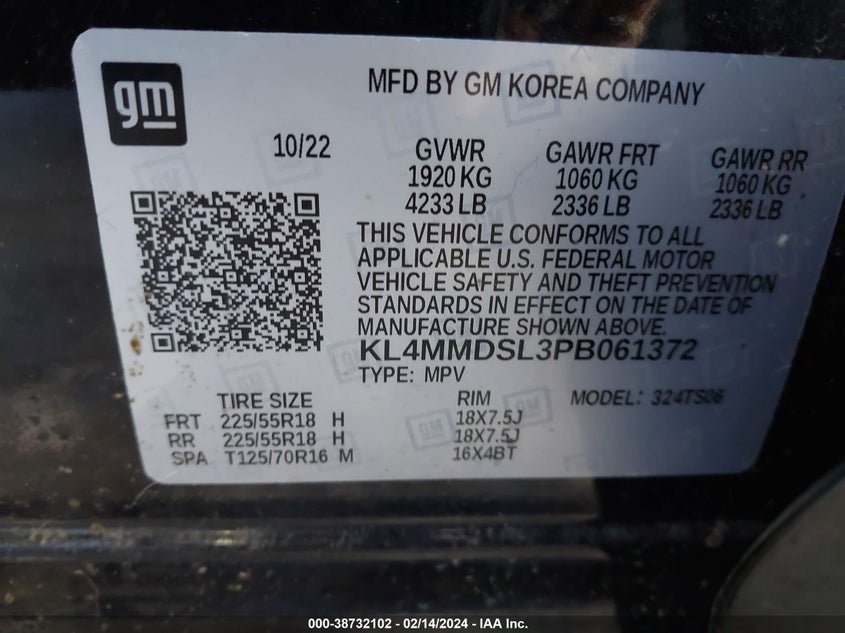 gm
MFD BY GM KOREA COMPANY
10/22 GVWR GAWR FRT GAWR RR
1920 KG 1060 KG 1060 KG
4233 LB 2336 LB 2336 LB
THIS VEHICLE CONFORMS TO ALL
APPLICABLE U.S. FEDERAL MOTOR
VEHICLE SAFETY AND THEFT PREVENTION
STANDARDS IN EFFECT ON THE DATE OF
MANUFACTURE SHOWN ABOVE.
KL4MMDSL3PB061372
TYPE: MPV
TIRE SIZE RIM MODEL: 324TS06
FRT 225/55R18 H 18X7.5J
RR 225/55R18 H 18X7.5J
SPA T125/70R16 M 16X4BT
000-38732102 - 02/14/2024 - IAA Inc.